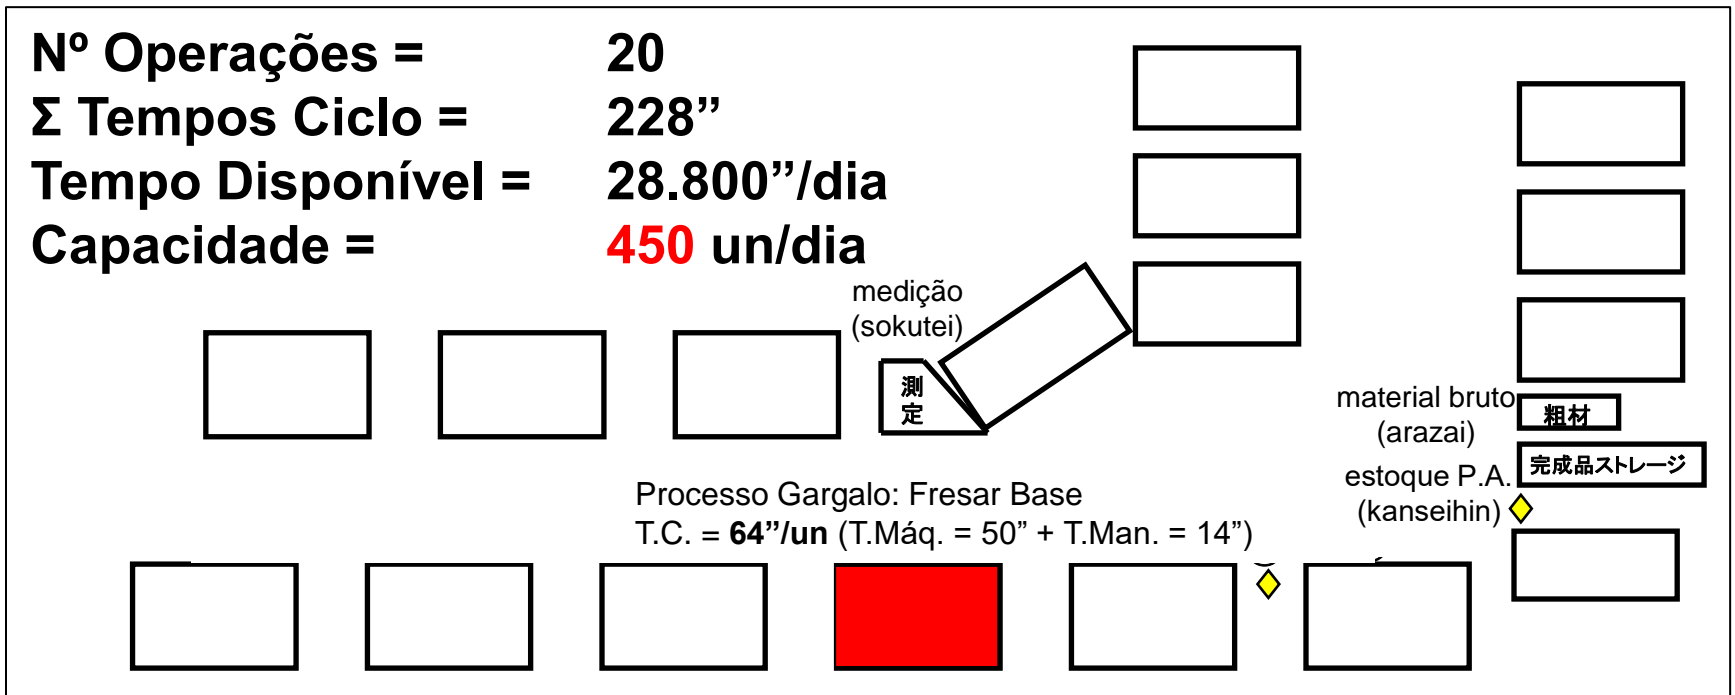 Nº Operações = 20
Σ Tempos Ciclo = 228”
Tempo Disponível = 28.800”/dia
Capacidade = 450 un/dia
medição
(sokutei)
測
定
material bruto
(arazai)
粗材
estoque P.A.
(kanseihin)
完成品ストレージ
Processo Gargalo: Fresar Base
T.C. = 64”/un (T.Máq. = 50” + T.Man. = 14”)